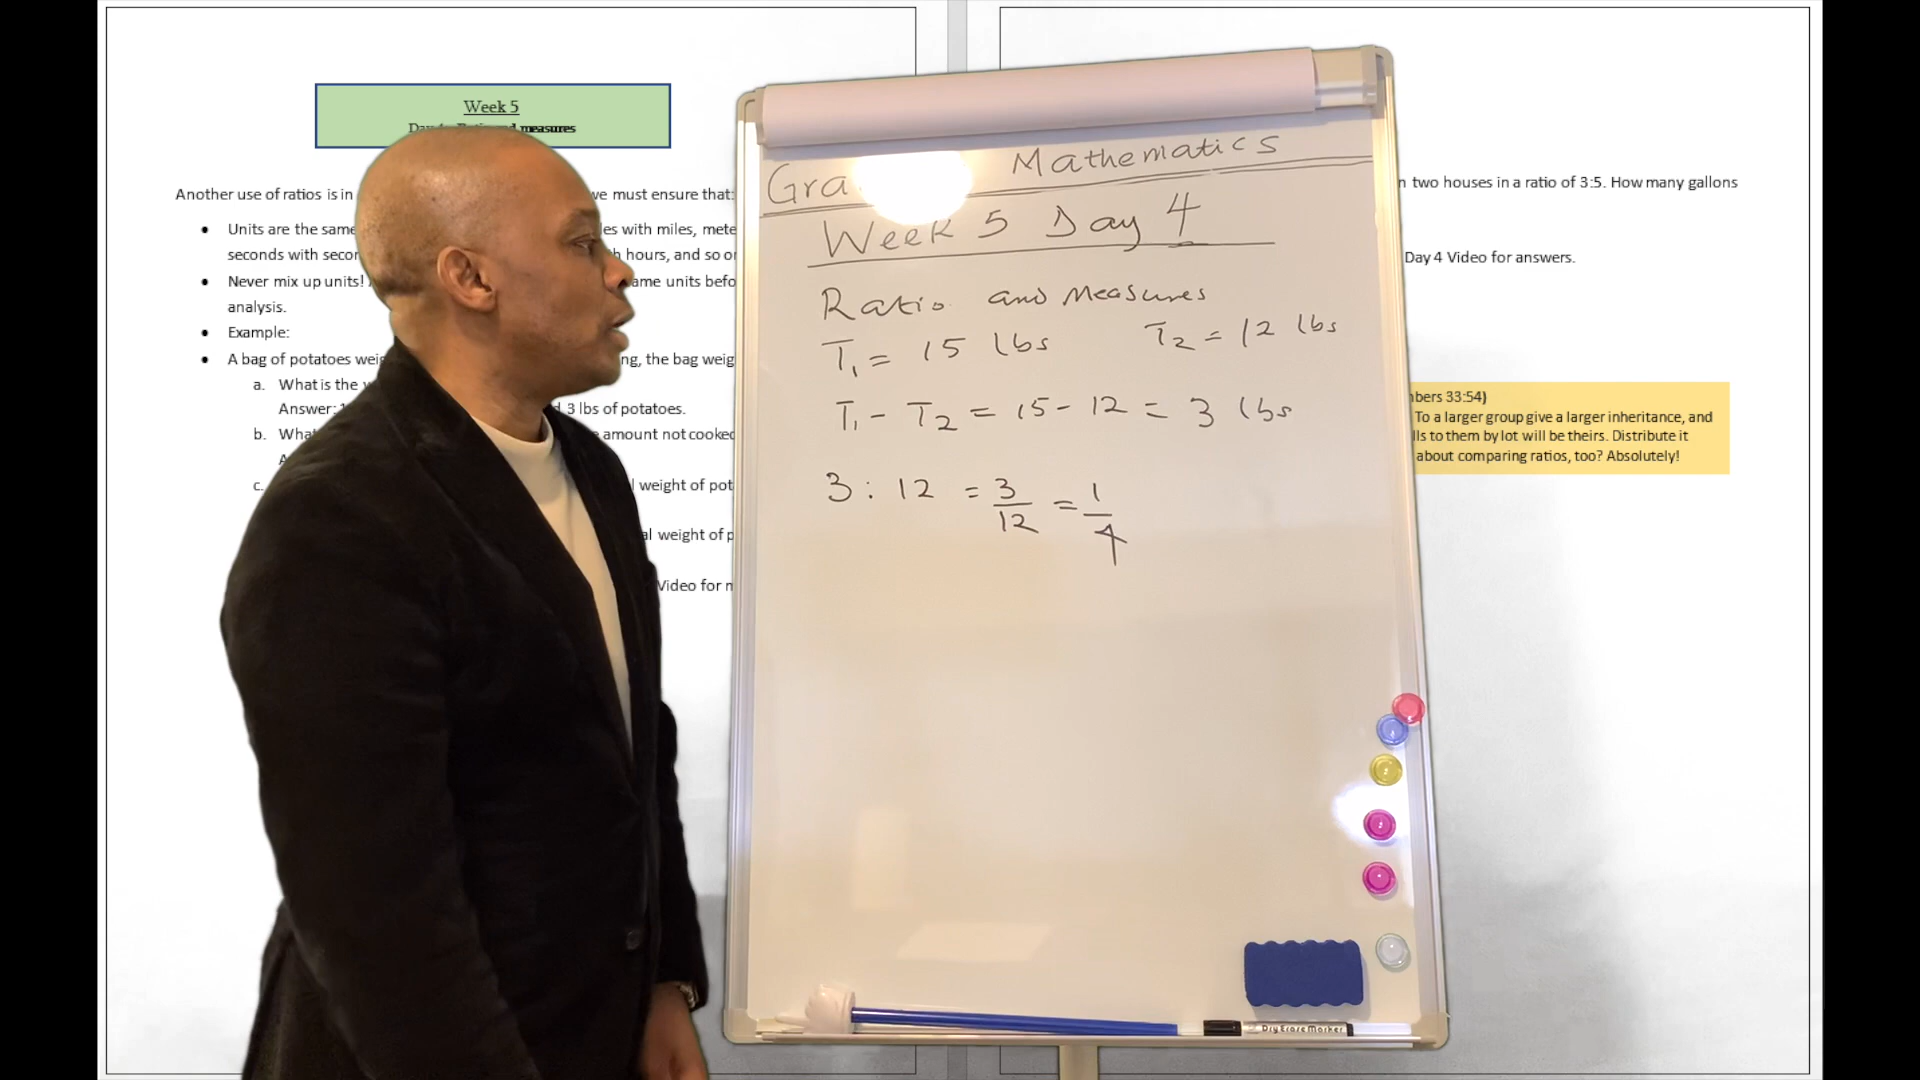 Week 5
measures
Another use of ratios is in we must ensure that:
Units are the same es with miles, mete
seconds with secon h hours, and so on
Never mix up units! ame units befo
analysis.
Example:
A bag of potatoes weig ng, the bag weig
a. What is the w
Answer: 3 lbs of potatoes.
b. What amount not cooked
c. l weight of pot
al weight of p
Video for n
Gra Mathematics
Week 5 Day 4
Ratio and Measures
T1 = 15 lbs T2 = 12 lbs
T1 - T2 = 15 - 12 = 3 lbs
3 : 12 = 3/12 = 1/4
Dry Erase Marker
n two houses in a ratio of 3:5. How many gallons
Day 4 Video for answers.
bers 33:54)
To a larger group give a larger inheritance, and
lls to them by lot will be theirs. Distribute it
about comparing ratios, too? Absolutely!